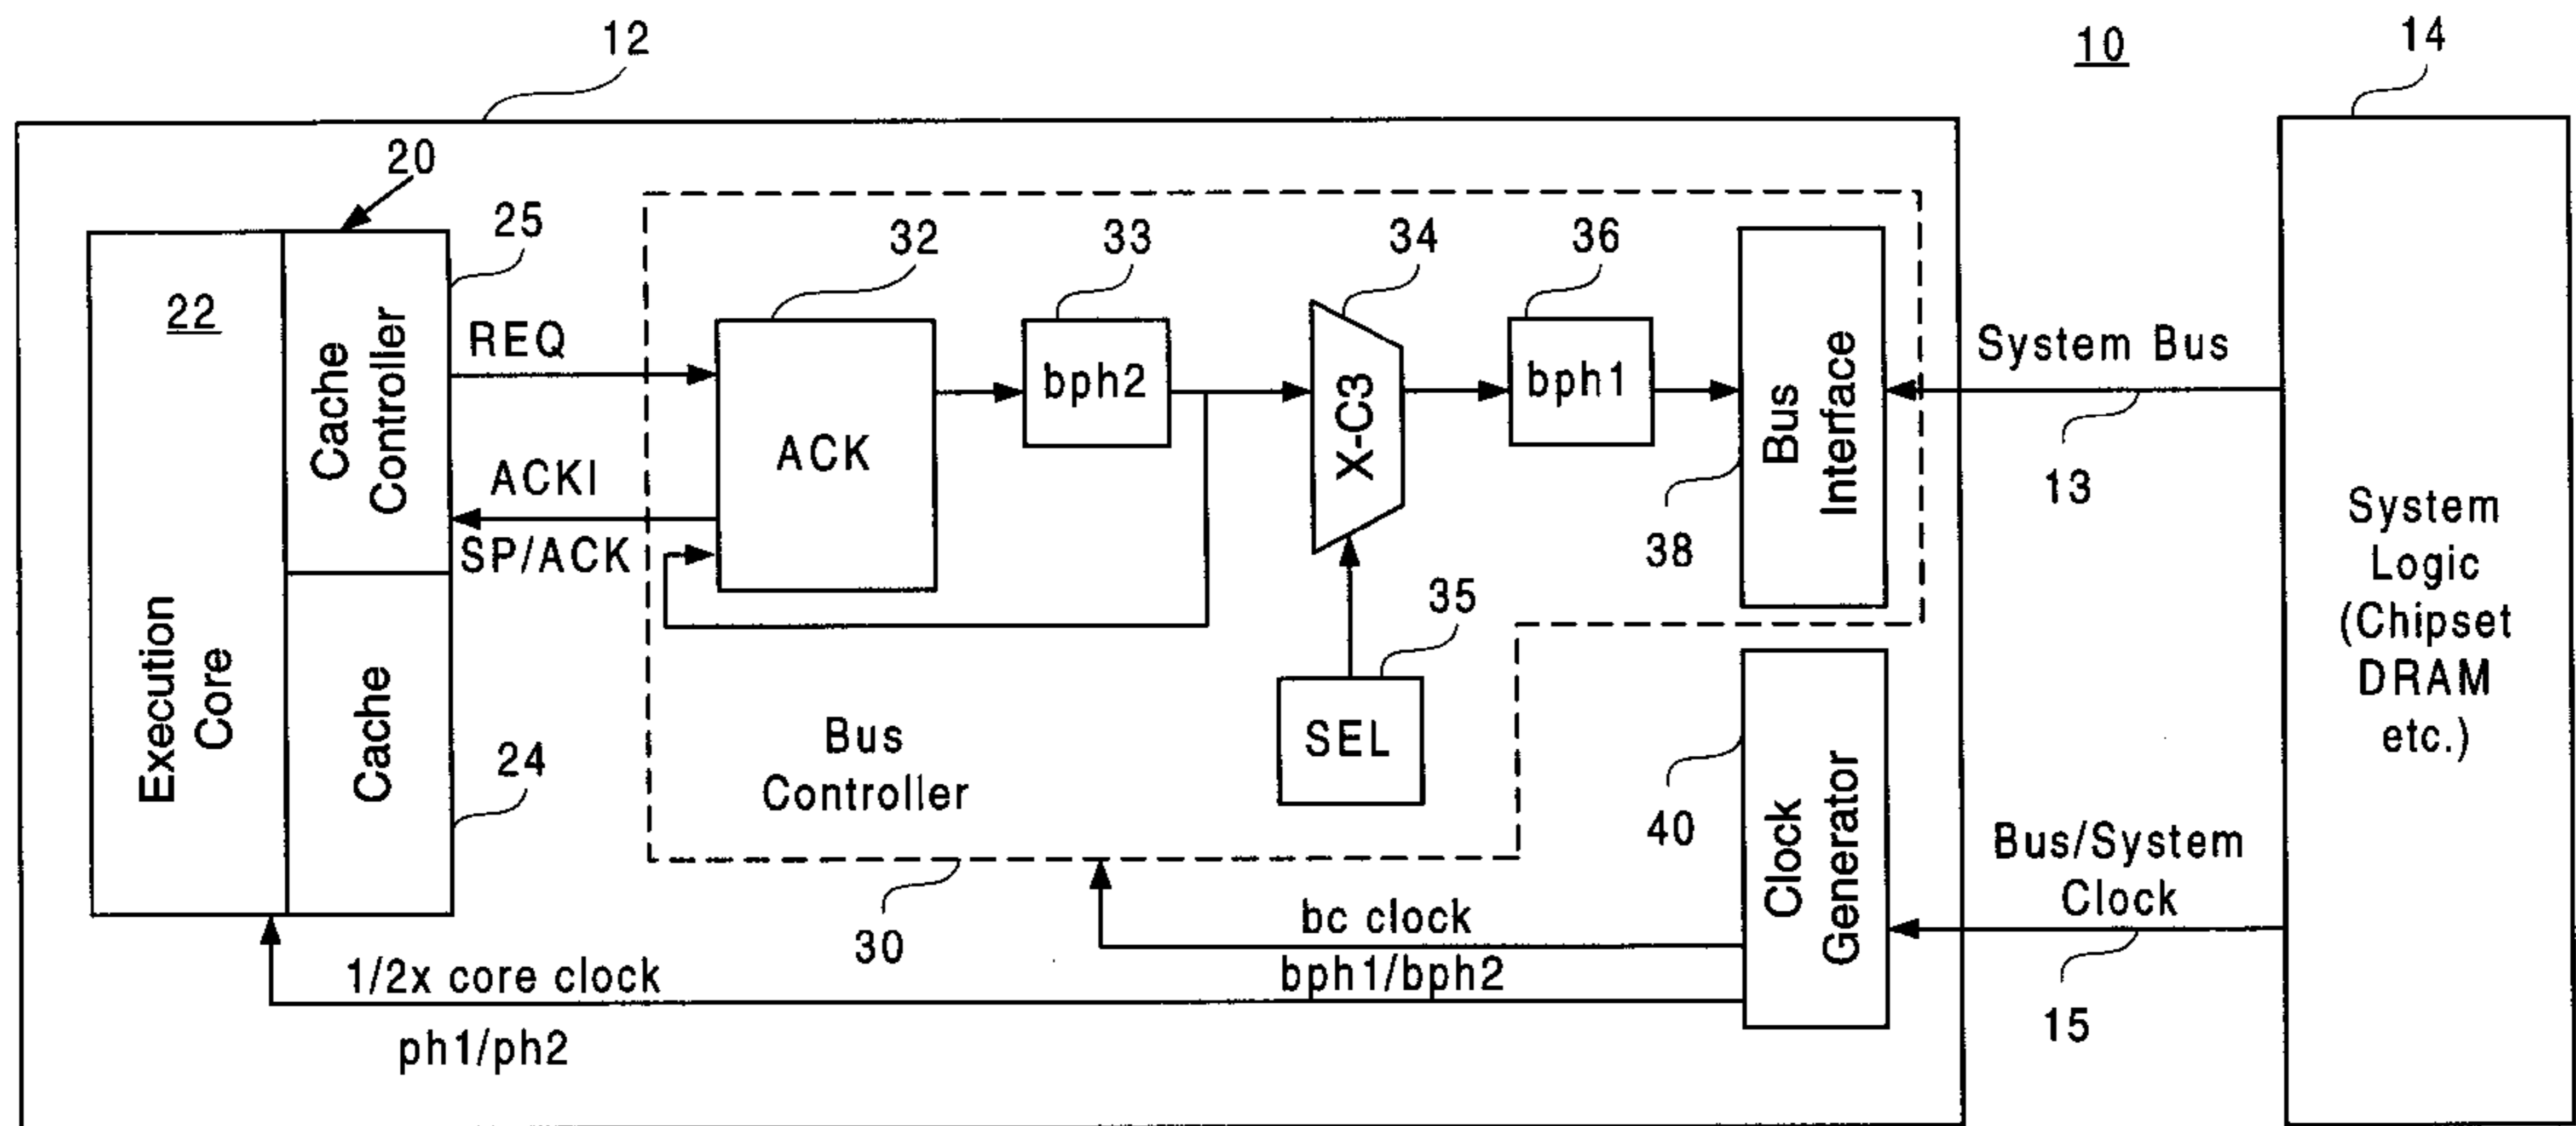 12
10
14
20
25
32
33
34
36
22
Cache
Controller
REQ
ACKI
SP/ACK
ACK
bph2
X-C3
bph1
Bus
Interface
38
System Bus
13
System
Logic
(Chipset
DRAM
etc.)
Execution
Core
Cache
24
35
SEL
Bus
Controller
40
Clock
Generator
Bus/System
Clock
15
30
bc clock
bph1/bph2
1/2x core clock
ph1/ph2